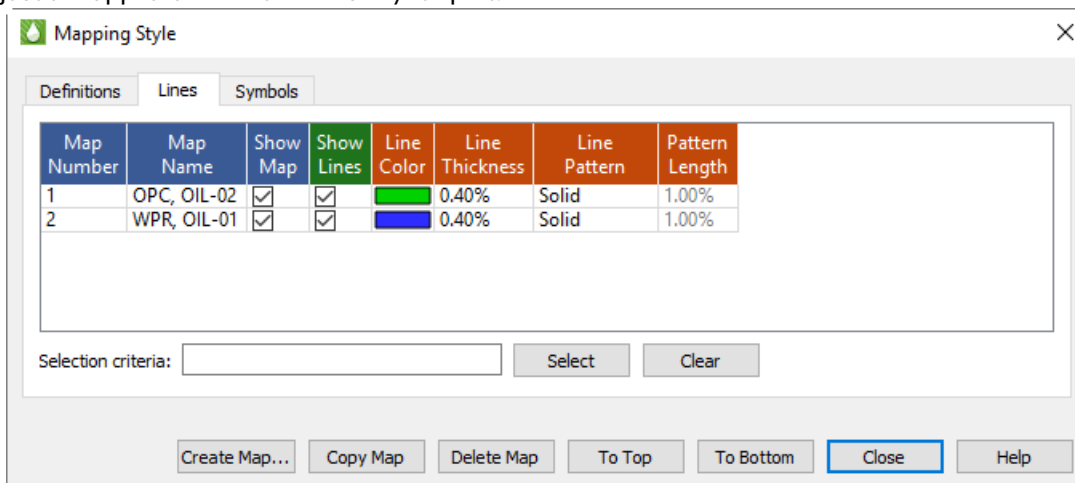 Mapping Style
Definitions Lines Symbols
Map Number Map Name Show Map Show Lines Line Color Line Thickness Line Pattern Pattern Length
1 OPC, OIL-02 0.40% Solid 1.00%
2 WPR, OIL-01 0.40% Solid 1.00%
Selection criteria: Select Clear
Create Map... Copy Map Delete Map To Top To Bottom Close Help